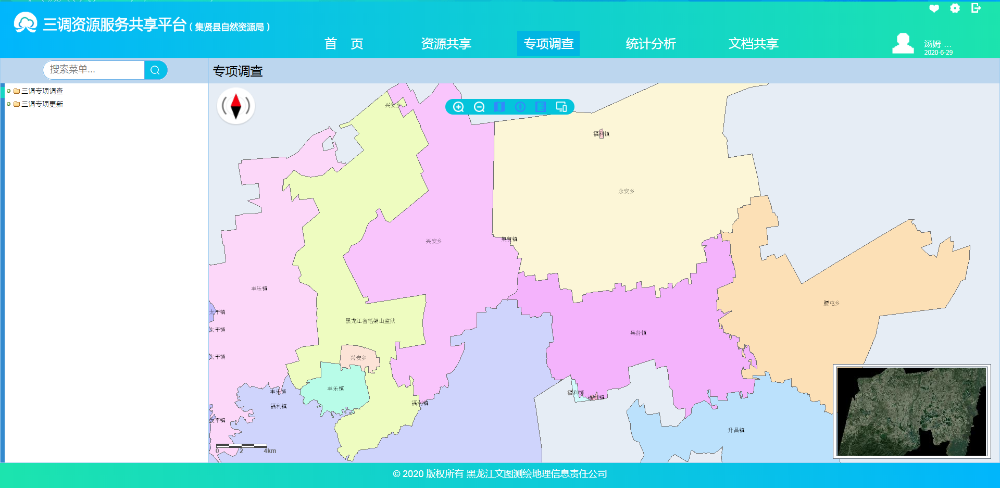 三调资源服务共享平台（集贤县自然资源局）
首 页 资源共享 专项调查 统计分析 文档共享
汤姆·...
2020-6-29
搜索菜单...
专项调查
三调专项调查
三调专项更新
兴安乡
福利镇
永安乡
集贤镇
兴安乡
丰乐镇
腰屯乡
太平镇
黑龙江省笔架山监狱
太平镇
集贤镇
太平镇
兴安乡
丰乐镇
丰乐镇
福利镇
福利镇
福利镇
福利镇
太平镇
升昌镇
0 2 4km
© 2020 版权所有 黑龙江文图测绘地理信息责任公司